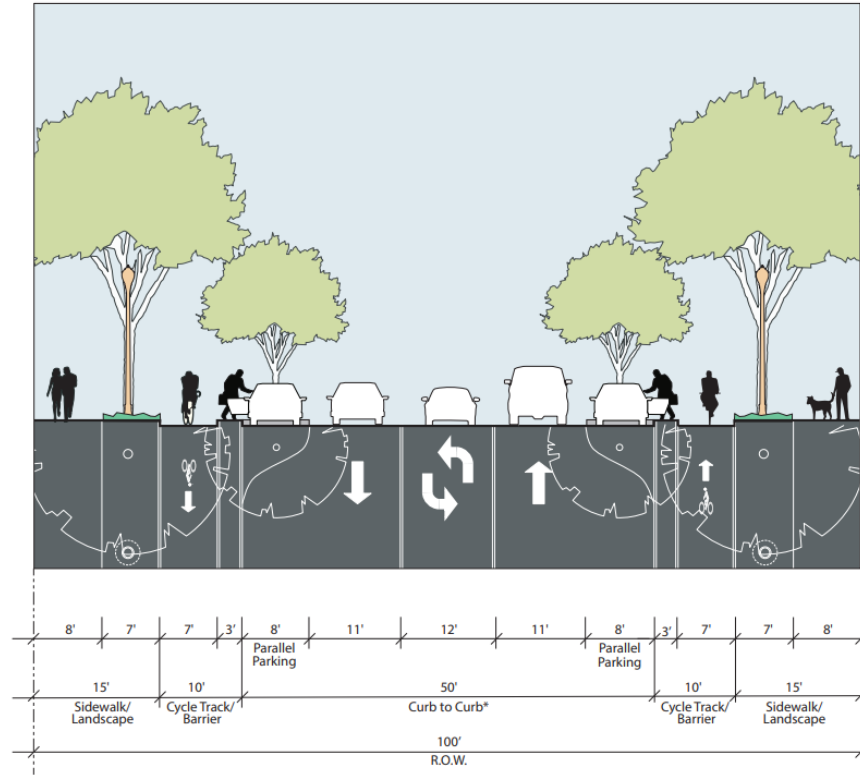 8' 7' 7' 3' 8' 11' 12' 11' 8' 3' 7' 7' 8'
Parallel Parallel
Parking Parking
15' 10' 50' 10' 15'
Sidewalk/ Cycle Track/ Curb to Curb* Cycle Track/ Sidewalk/
Landscape Barrier Barrier Landscape
100'
R.O.W.